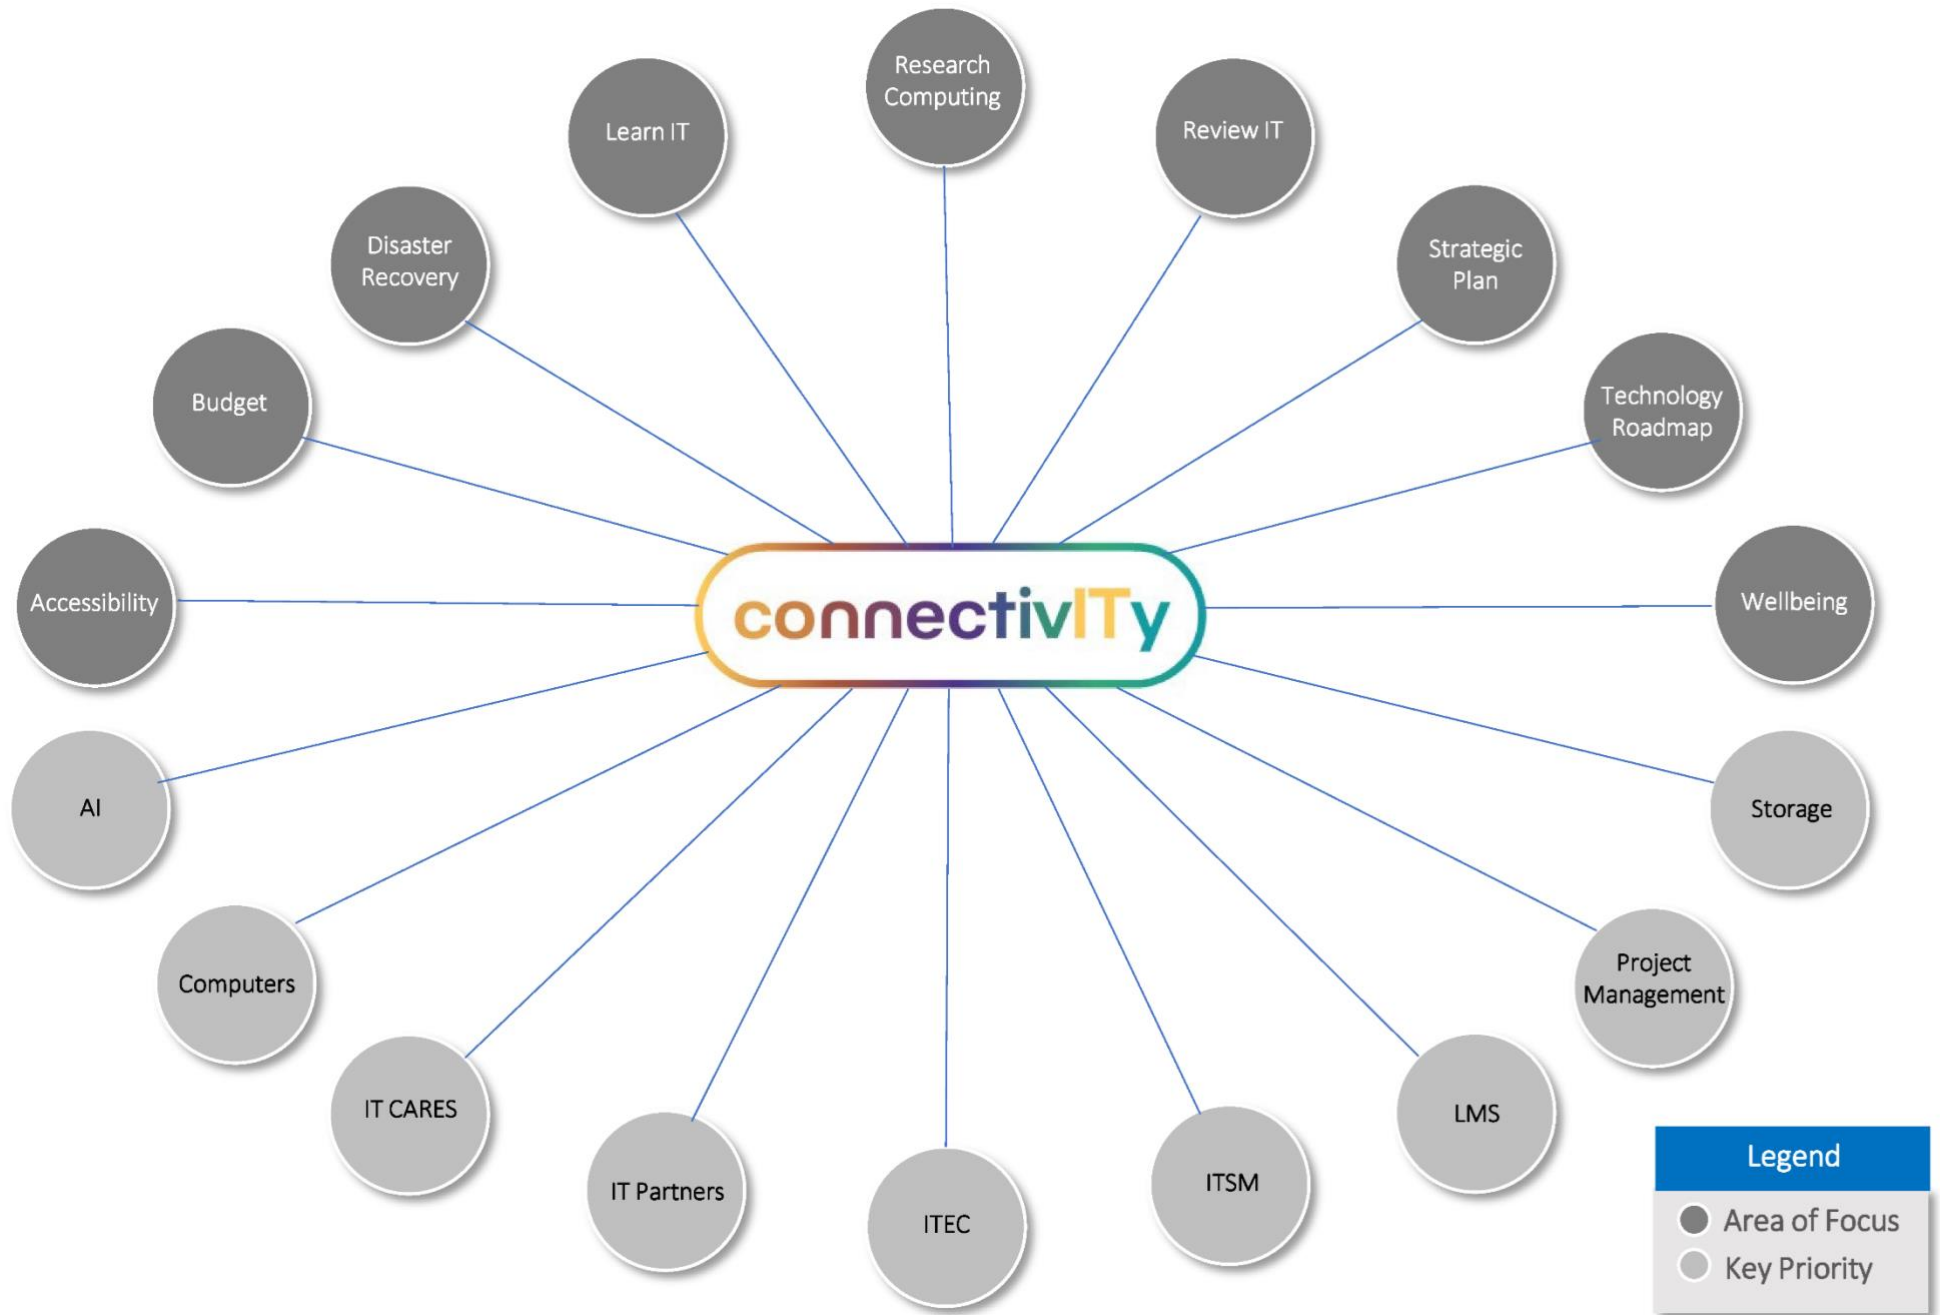 Research
Computing
Learn IT
Review IT
Disaster
Recovery
Strategic
Plan
Budget
Technology
Roadmap
Accessibility
connectivITy
Wellbeing
AI
Storage
Computers
Project
Management
IT CARES
LMS
IT Partners
ITEC
ITSM
Legend
Area of Focus
Key Priority